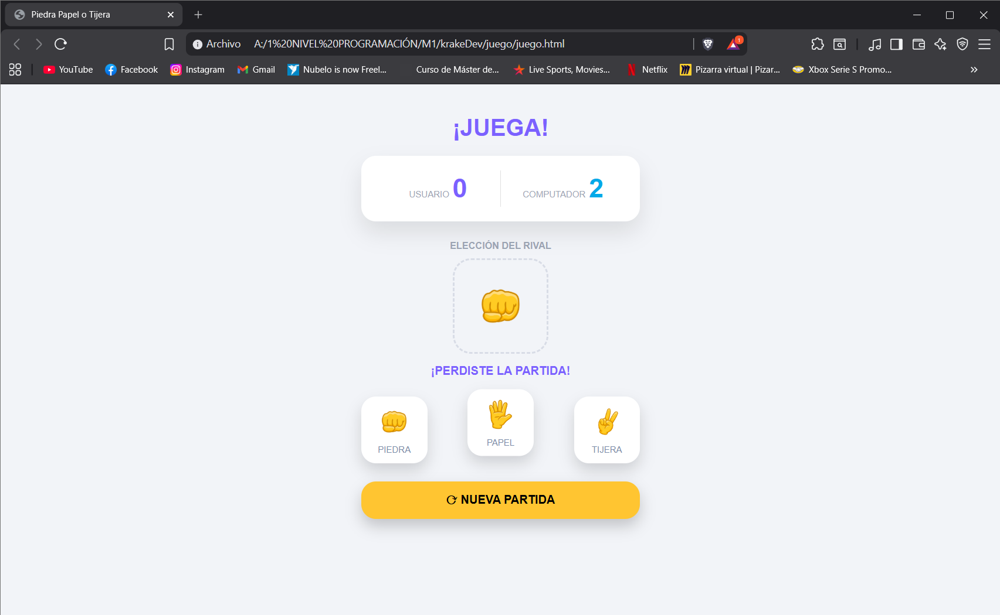 Piedra Papel o Tijera
Archivo A:/1%20NIVEL%20PROGRAMACIÓN/M1/krakeDev/juego/juego.html
1
YouTube Facebook Instagram Gmail Nubelo is now Freel... Curso de Máster de... Live Sports, Movies... Netflix Pizarra virtual | Pizar... Xbox Serie S Promo...
¡JUEGA!
USUARIO 0 COMPUTADOR 2
ELECCIÓN DEL RIVAL
¡PERDISTE LA PARTIDA!
PIEDRA PAPEL TIJERA
NUEVA PARTIDA